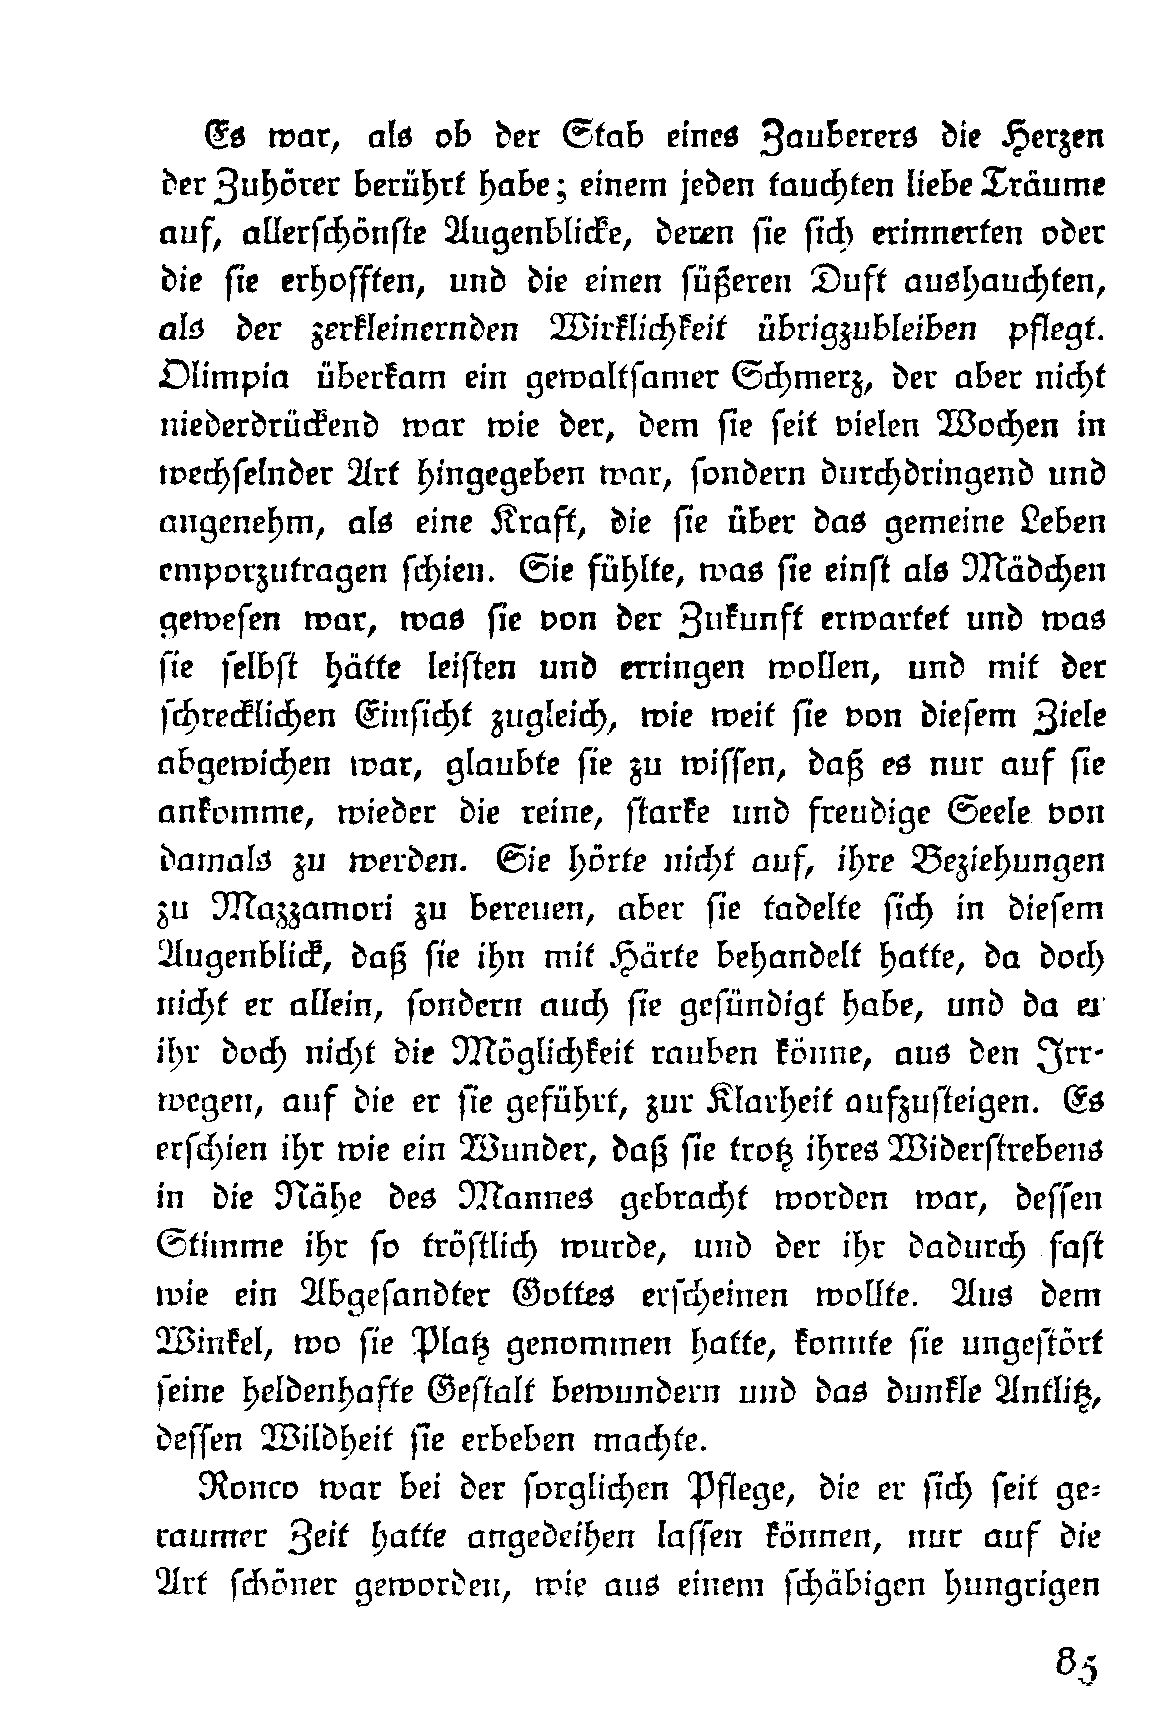 Es war, als ob der Stab eines Zauberers die Herzen
der Zuhörer berührt habe; einem jeden tauchten liebe Träume
auf, allerschönste Augenblicke, deren sie sich erinnerten oder
die sie erhofften, und die einen süßeren Duft aushauchten,
als der zerkleinernden Wirklichkeit übrigzubleiben pflegt.
Olimpia überkam ein gewaltsamer Schmerz, der aber nicht
niederdrückend war wie der, dem sie seit vielen Wochen in
wechselnder Art hingegeben war, sondern durchdringend und
angenehm, als eine Kraft, die sie über das gemeine Leben
emporzutragen schien. Sie fühlte, was sie einst als Mädchen
gewesen war, was sie von der Zukunft erwartet und was
sie selbst hätte leisten und erringen wollen, und mit der
schrecklichen Einsicht zugleich, wie weit sie von diesem Ziele
abgewichen war, glaubte sie zu wissen, daß es nur auf sie
ankomme, wieder die reine, starke und freudige Seele von
damals zu werden. Sie hörte nicht auf, ihre Beziehungen
zu Mazzamori zu bereuen, aber sie tadelte sich in diesem
Augenblick, daß sie ihn mit Härte behandelt hatte, da doch
nicht er allein, sondern auch sie gesündigt habe, und da er
ihr doch nicht die Möglichkeit rauben könne, aus den Irr-
wegen, auf die er sie geführt, zur Klarheit aufzusteigen. Es
erschien ihr wie ein Wunder, daß sie trotz ihres Widerstrebens
in die Nähe des Mannes gebracht worden war, dessen
Stimme ihr so tröstlich wurde, und der ihr dadurch fast
wie ein Abgesandter Gottes erscheinen wollte. Aus dem
Winkel, wo sie Platz genommen hatte, konnte sie ungestört
seine heldenhafte Gestalt bewundern und das dunkle Antlitz,
dessen Wildheit sie erbeben machte.
Ronco war bei der sorglichen Pflege, die er sich seit ge-
raumer Zeit hatte angedeihen lassen können, nur auf die
Art schöner geworden, wie aus einem schäbigen hungrigen
85